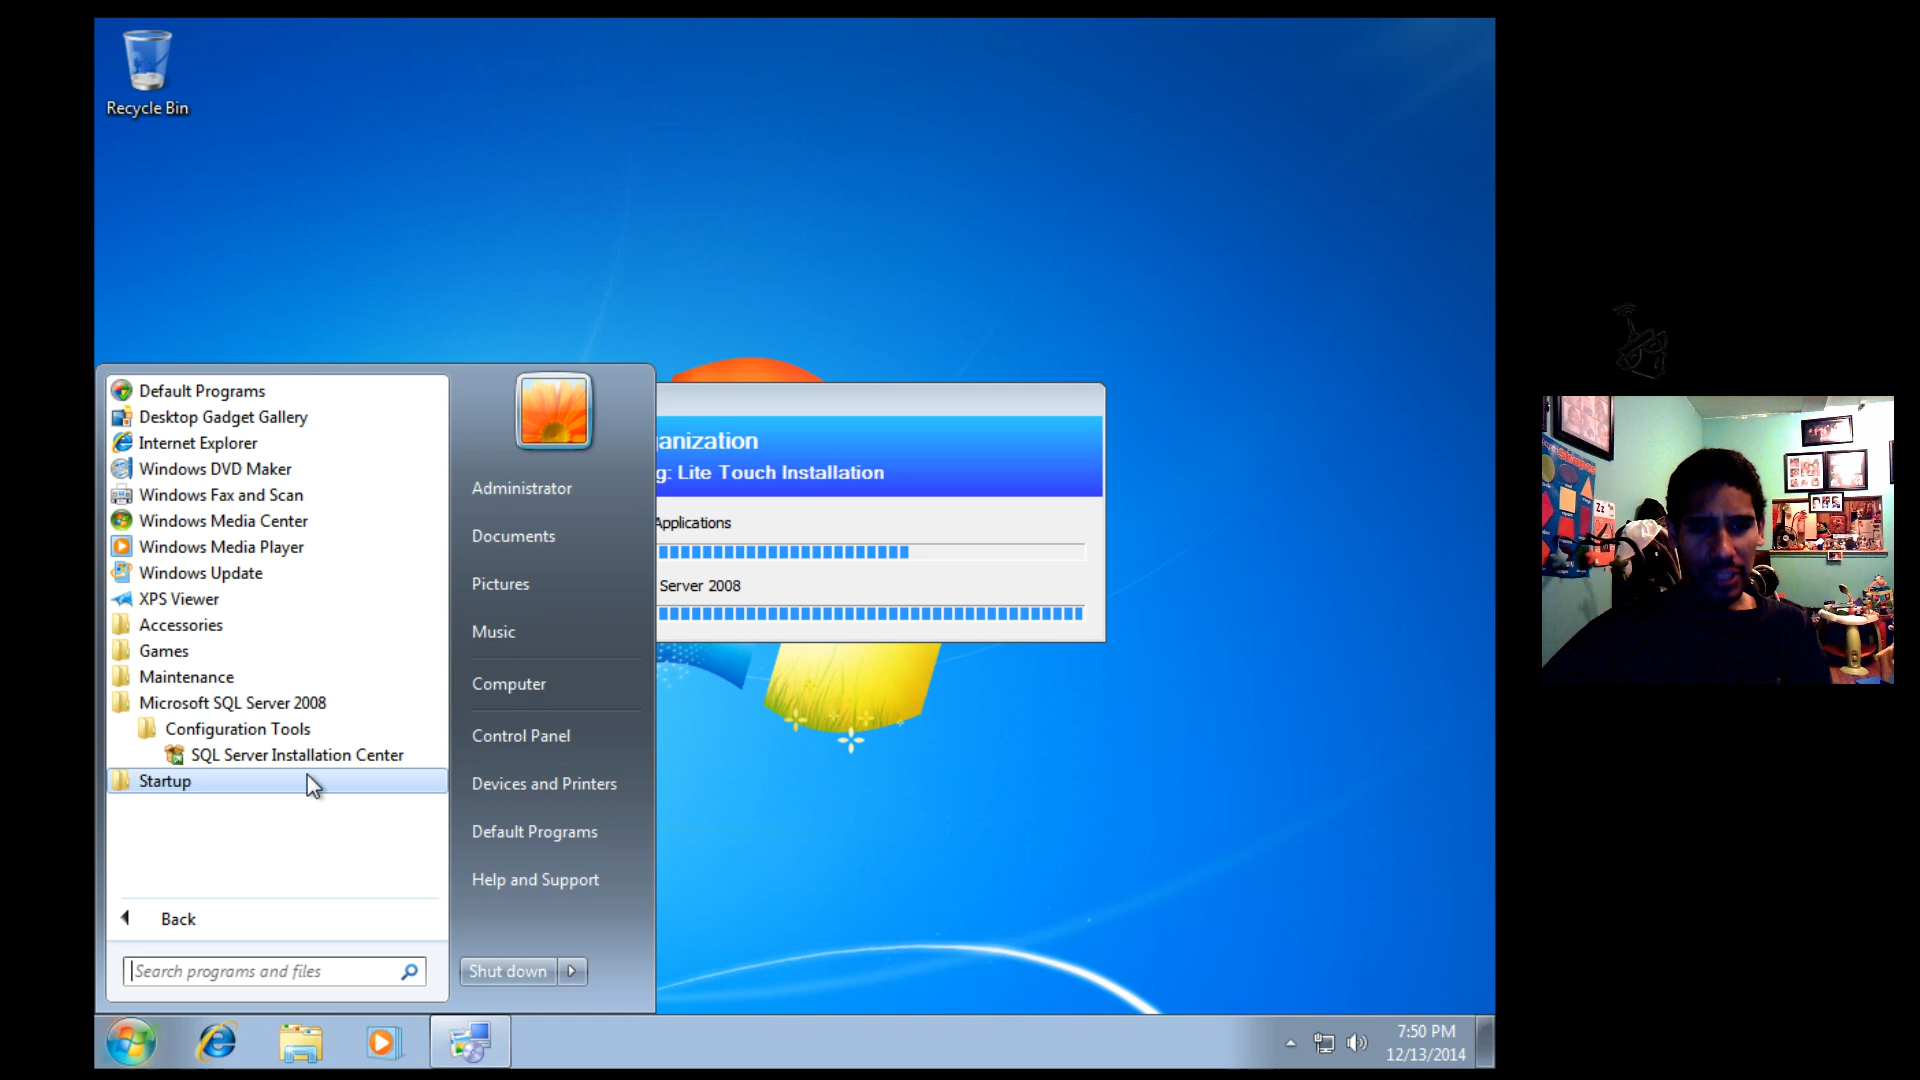 Recycle Bin
Default Programs
Desktop Gadget Gallery
Internet Explorer
Windows DVD Maker
Windows Fax and Scan
Windows Media Center
Windows Media Player
Windows Update
XPS Viewer
Accessories
Games
Maintenance
Microsoft SQL Server 2008
Configuration Tools
SQL Server Installation Center
Startup
Back
Search programs and files
Administrator
Documents
Pictures
Music
Computer
Control Panel
Devices and Printers
Default Programs
Help and Support
Shut down
anization
g: Lite Touch Installation
Applications
Server 2008
7:50 PM
12/13/2014
Zz